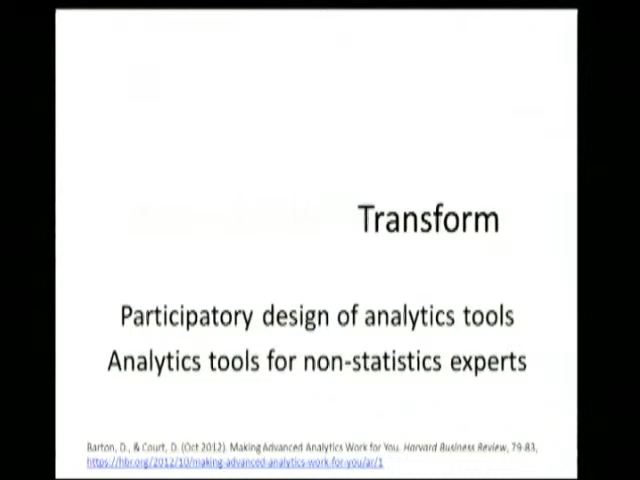 Transform
Participatory design of analytics tools
Analytics tools for non-statistics experts
Barton, D., & Court, D. (Oct 2012). Making Advanced Analytics Work for You. Harvard Business Review, 79-83,
https://hbr.org/2012/10/making-advanced-analytics-work-for-you/ar/1